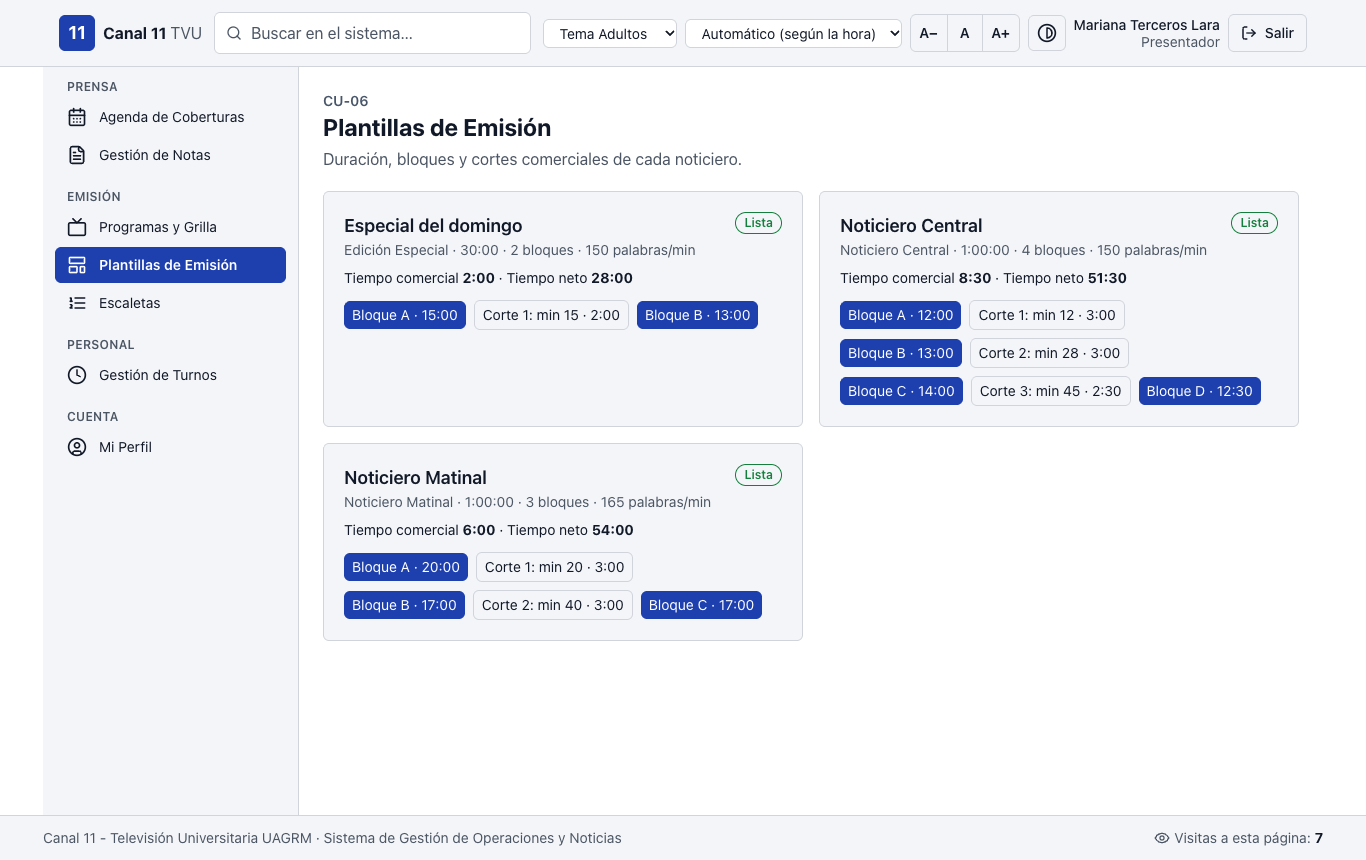 11 Canal 11 TVU Buscar en el sistema... Tema Adultos Automático (según la hora) A− A A+ Mariana Terceros Lara Salir
Presentador
PRENSA
Agenda de Coberturas
Gestión de Notas
EMISIÓN
Programas y Grilla
Plantillas de Emisión
Escaletas
PERSONAL
Gestión de Turnos
CUENTA
Mi Perfil
CU-06
Plantillas de Emisión
Duración, bloques y cortes comerciales de cada noticiero.
Especial del domingo Lista
Edición Especial · 30:00 · 2 bloques · 150 palabras/min
Tiempo comercial 2:00 · Tiempo neto 28:00
Bloque A · 15:00 Corte 1: min 15 · 2:00 Bloque B · 13:00
Noticiero Central Lista
Noticiero Central · 1:00:00 · 4 bloques · 150 palabras/min
Tiempo comercial 8:30 · Tiempo neto 51:30
Bloque A · 12:00 Corte 1: min 12 · 3:00
Bloque B · 13:00 Corte 2: min 28 · 3:00
Bloque C · 14:00 Corte 3: min 45 · 2:30 Bloque D · 12:30
Noticiero Matinal Lista
Noticiero Matinal · 1:00:00 · 3 bloques · 165 palabras/min
Tiempo comercial 6:00 · Tiempo neto 54:00
Bloque A · 20:00 Corte 1: min 20 · 3:00
Bloque B · 17:00 Corte 2: min 40 · 3:00 Bloque C · 17:00
Canal 11 - Televisión Universitaria UAGRM · Sistema de Gestión de Operaciones y Noticias Visitas a esta página: 7